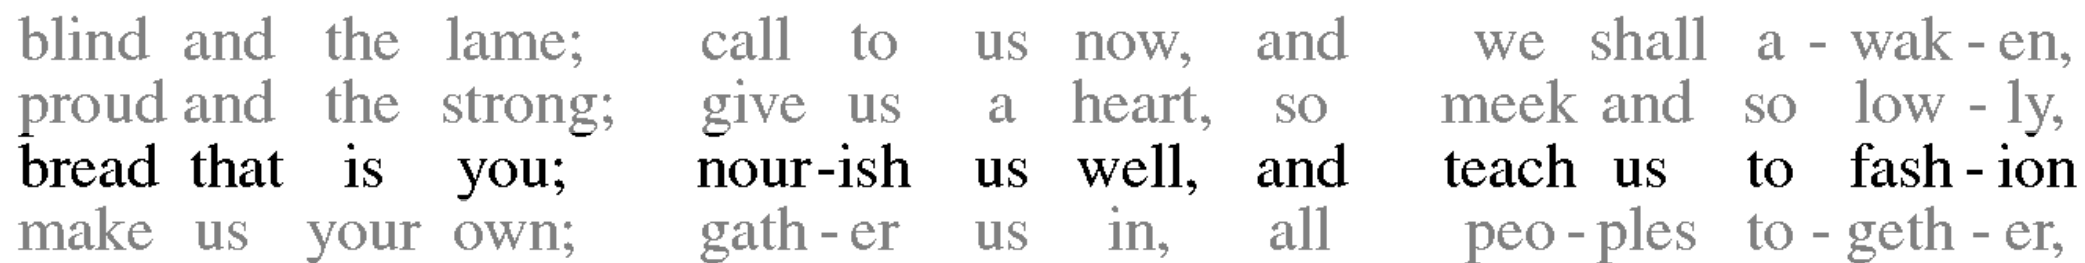 blind and the lame; call to us now, and we shall a - wak - en,
proud and the strong; give us a heart, so meek and so low - ly,
bread that is you; nour-ish us well, and teach us to fash - ion
make us your own; gath - er us in, all peo - ples to - geth - er,